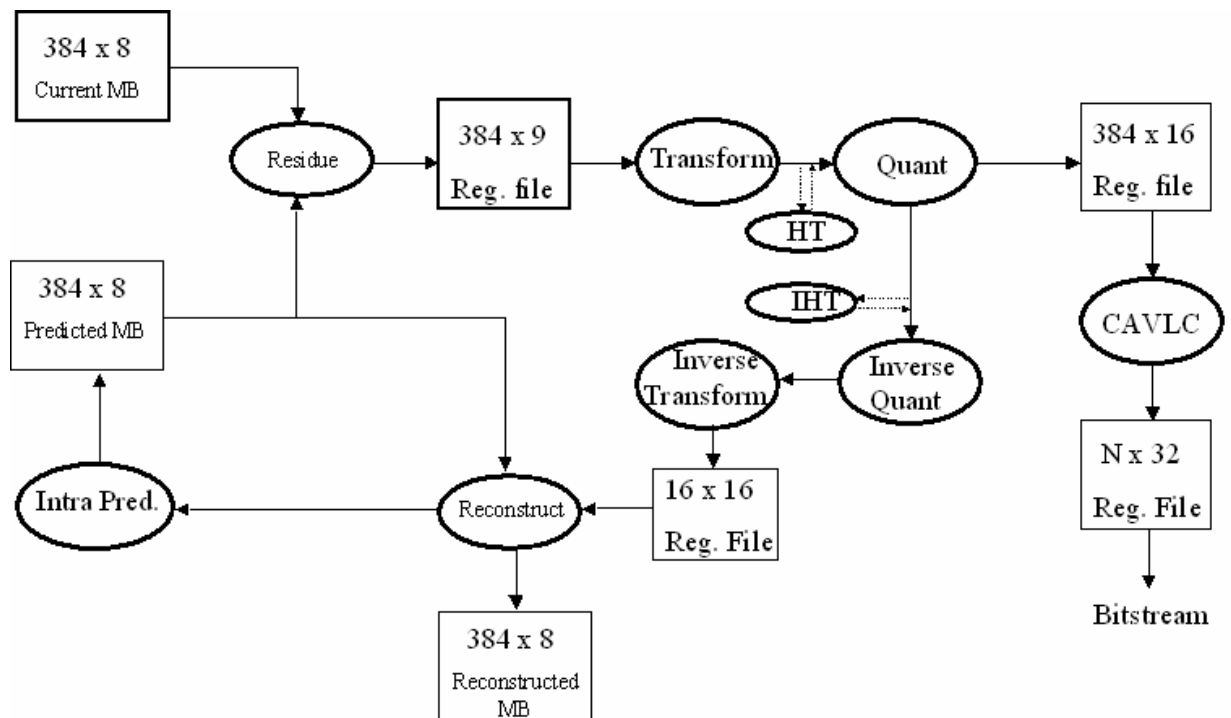 384 x 8
Current MB
Residue
384 x 9
Reg. file
Transform
Quant
384 x 16
Reg. file
HT
384 x 8
Predicted MB
IHT
CAVLC
Inverse
Transform
Inverse
Quant
Intra Pred.
Reconstruct
16 x 16
Reg. File
N x 32
Reg. File
Bitstream
384 x 8
Reconstructed
MB